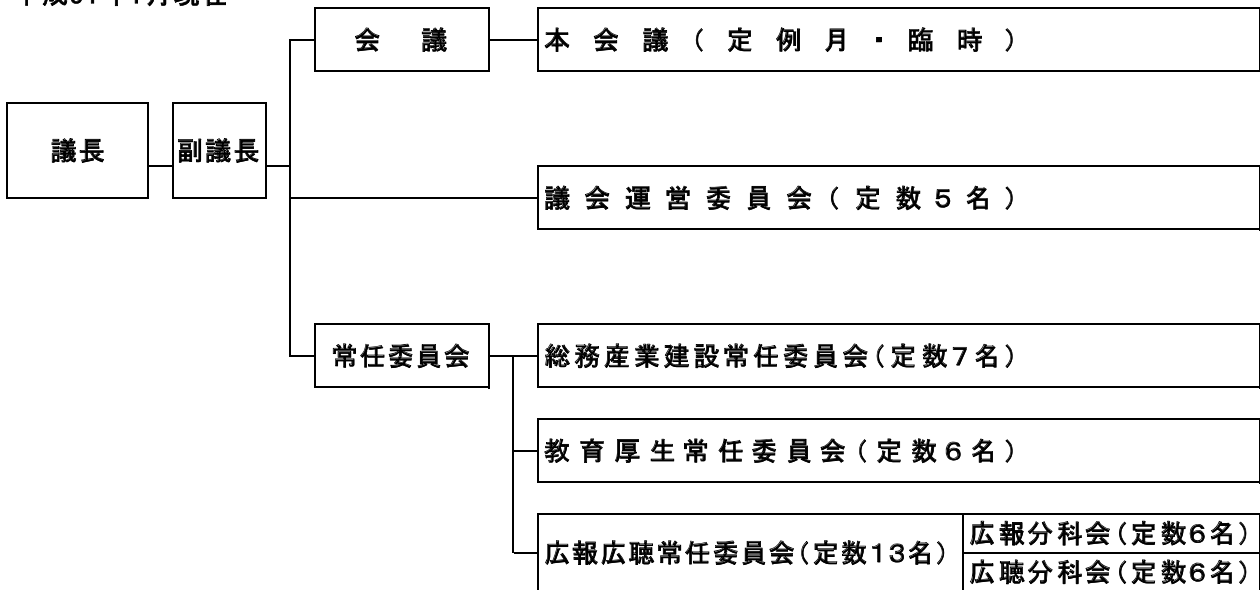 会 議
本 会 議 ( 定 例 月 ・ 臨 時 )
議長
副議長
議 会 運 営 委 員 会 ( 定 数 5 名 )
常任委員会
総務産業建設常任委員会(定数7名)
教育厚生常任委員会(定数6名)
広報広聴常任委員会(定数13名)
広報分科会(定数6名)
広聴分科会(定数6名)